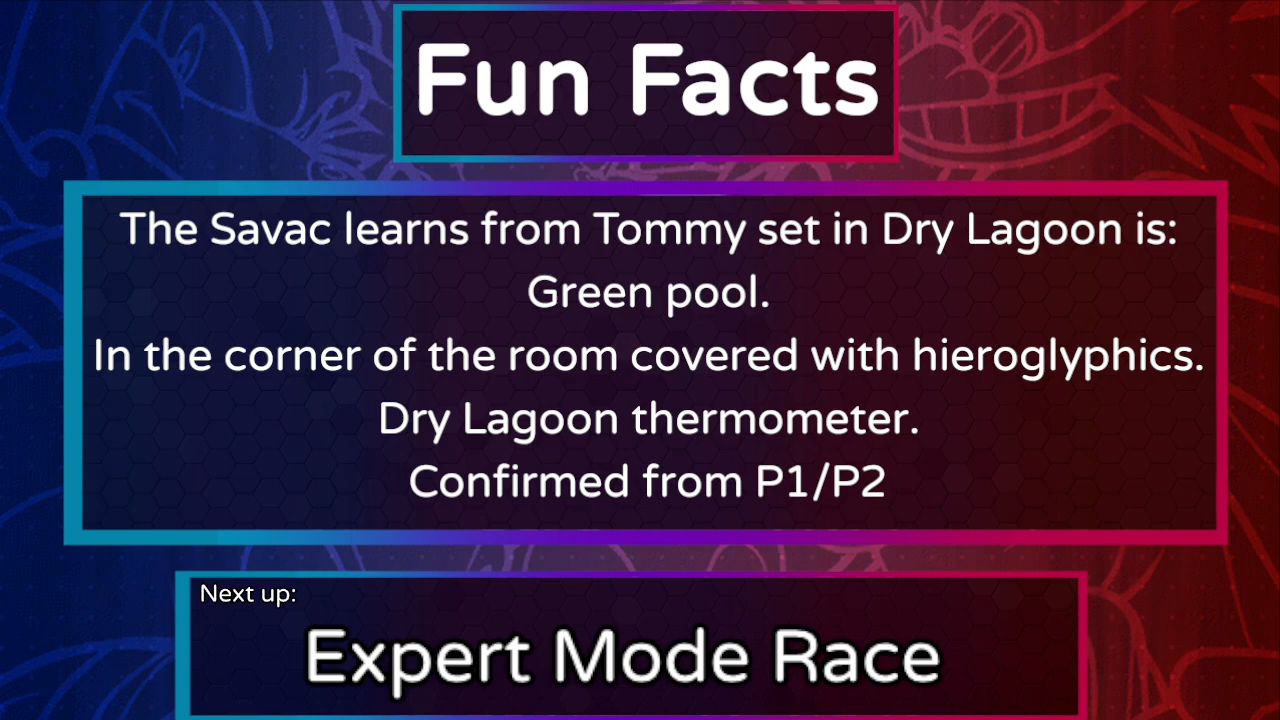 Fun Facts
The Savac learns from Tommy set in Dry Lagoon is:
Green pool.
In the corner of the room covered with hieroglyphics.
Dry Lagoon thermometer.
Confirmed from P1/P2
Next up:
Expert Mode Race